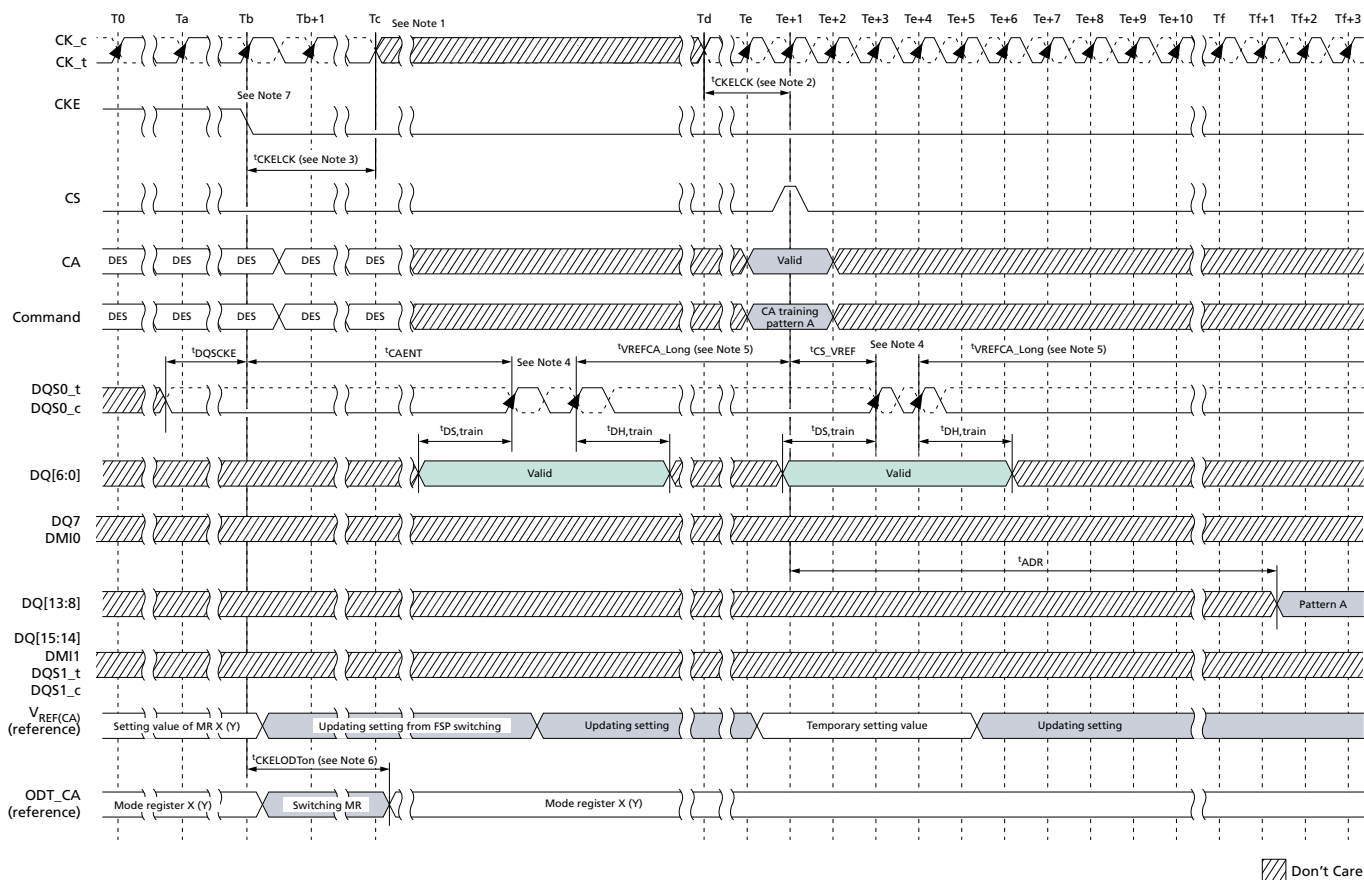 T0 Ta Tb Tb+1 Tc See Note 1 Td Te Te+1 Te+2 Te+3 Te+4 Te+5 Te+6 Te+7 Te+8 Te+9 Te+10 Tf Tf+1 Tf+2 Tf+3
CK_c
CK_t
tCKELCK (see Note 2)
CKE
See Note 7
tCKELCK (see Note 3)
CS
CA DES DES DES DES DES Valid
Command DES DES DES DES DES CA training
pattern A
tDQSCKE tCAENT See Note 4 tVREFCA_Long (see Note 5) tCS_VREF See Note 4 tVREFCA_Long (see Note 5)
DQS0_t
DQS0_c
tDS,train tDH,train tDS,train tDH,train
DQ[6:0] Valid Valid
DQ7
DMI0
tADR
DQ[13:8] Pattern A
DQ[15:14]
DMI1
DQS1_t
DQS1_c
VREF(CA)
(reference) Setting value of MR X (Y) Updating setting from FSP switching Updating setting Temporary setting value Updating setting
tCKELODTon (see Note 6)
ODT_CA
(reference) Mode register X (Y) Switching MR Mode register X (Y)
Don't Care